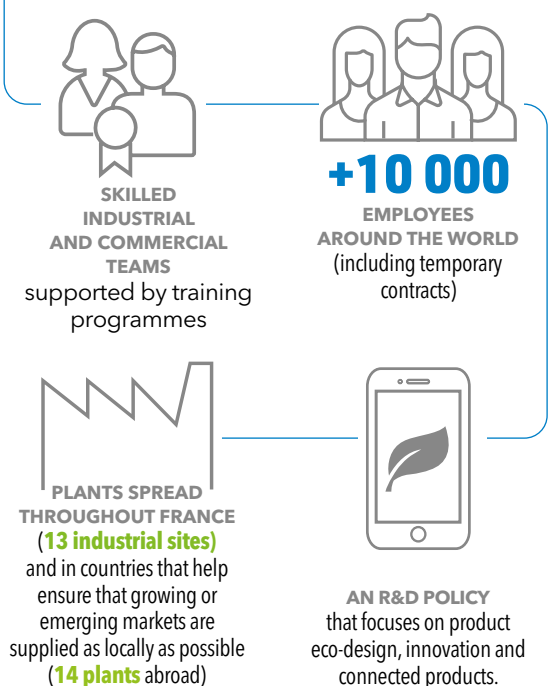 SKILLED
INDUSTRIAL
AND COMMERCIAL
TEAMS
supported by training
programmes
+10 000
EMPLOYEES
AROUND THE WORLD
(including temporary
contracts)
PLANTS SPREAD
THROUGHOUT FRANCE
(13 industrial sites)
and in countries that help
ensure that growing or
emerging markets are
supplied as locally as possible
(14 plants abroad)
AN R&D POLICY
that focuses on product
eco-design, innovation and
connected products.